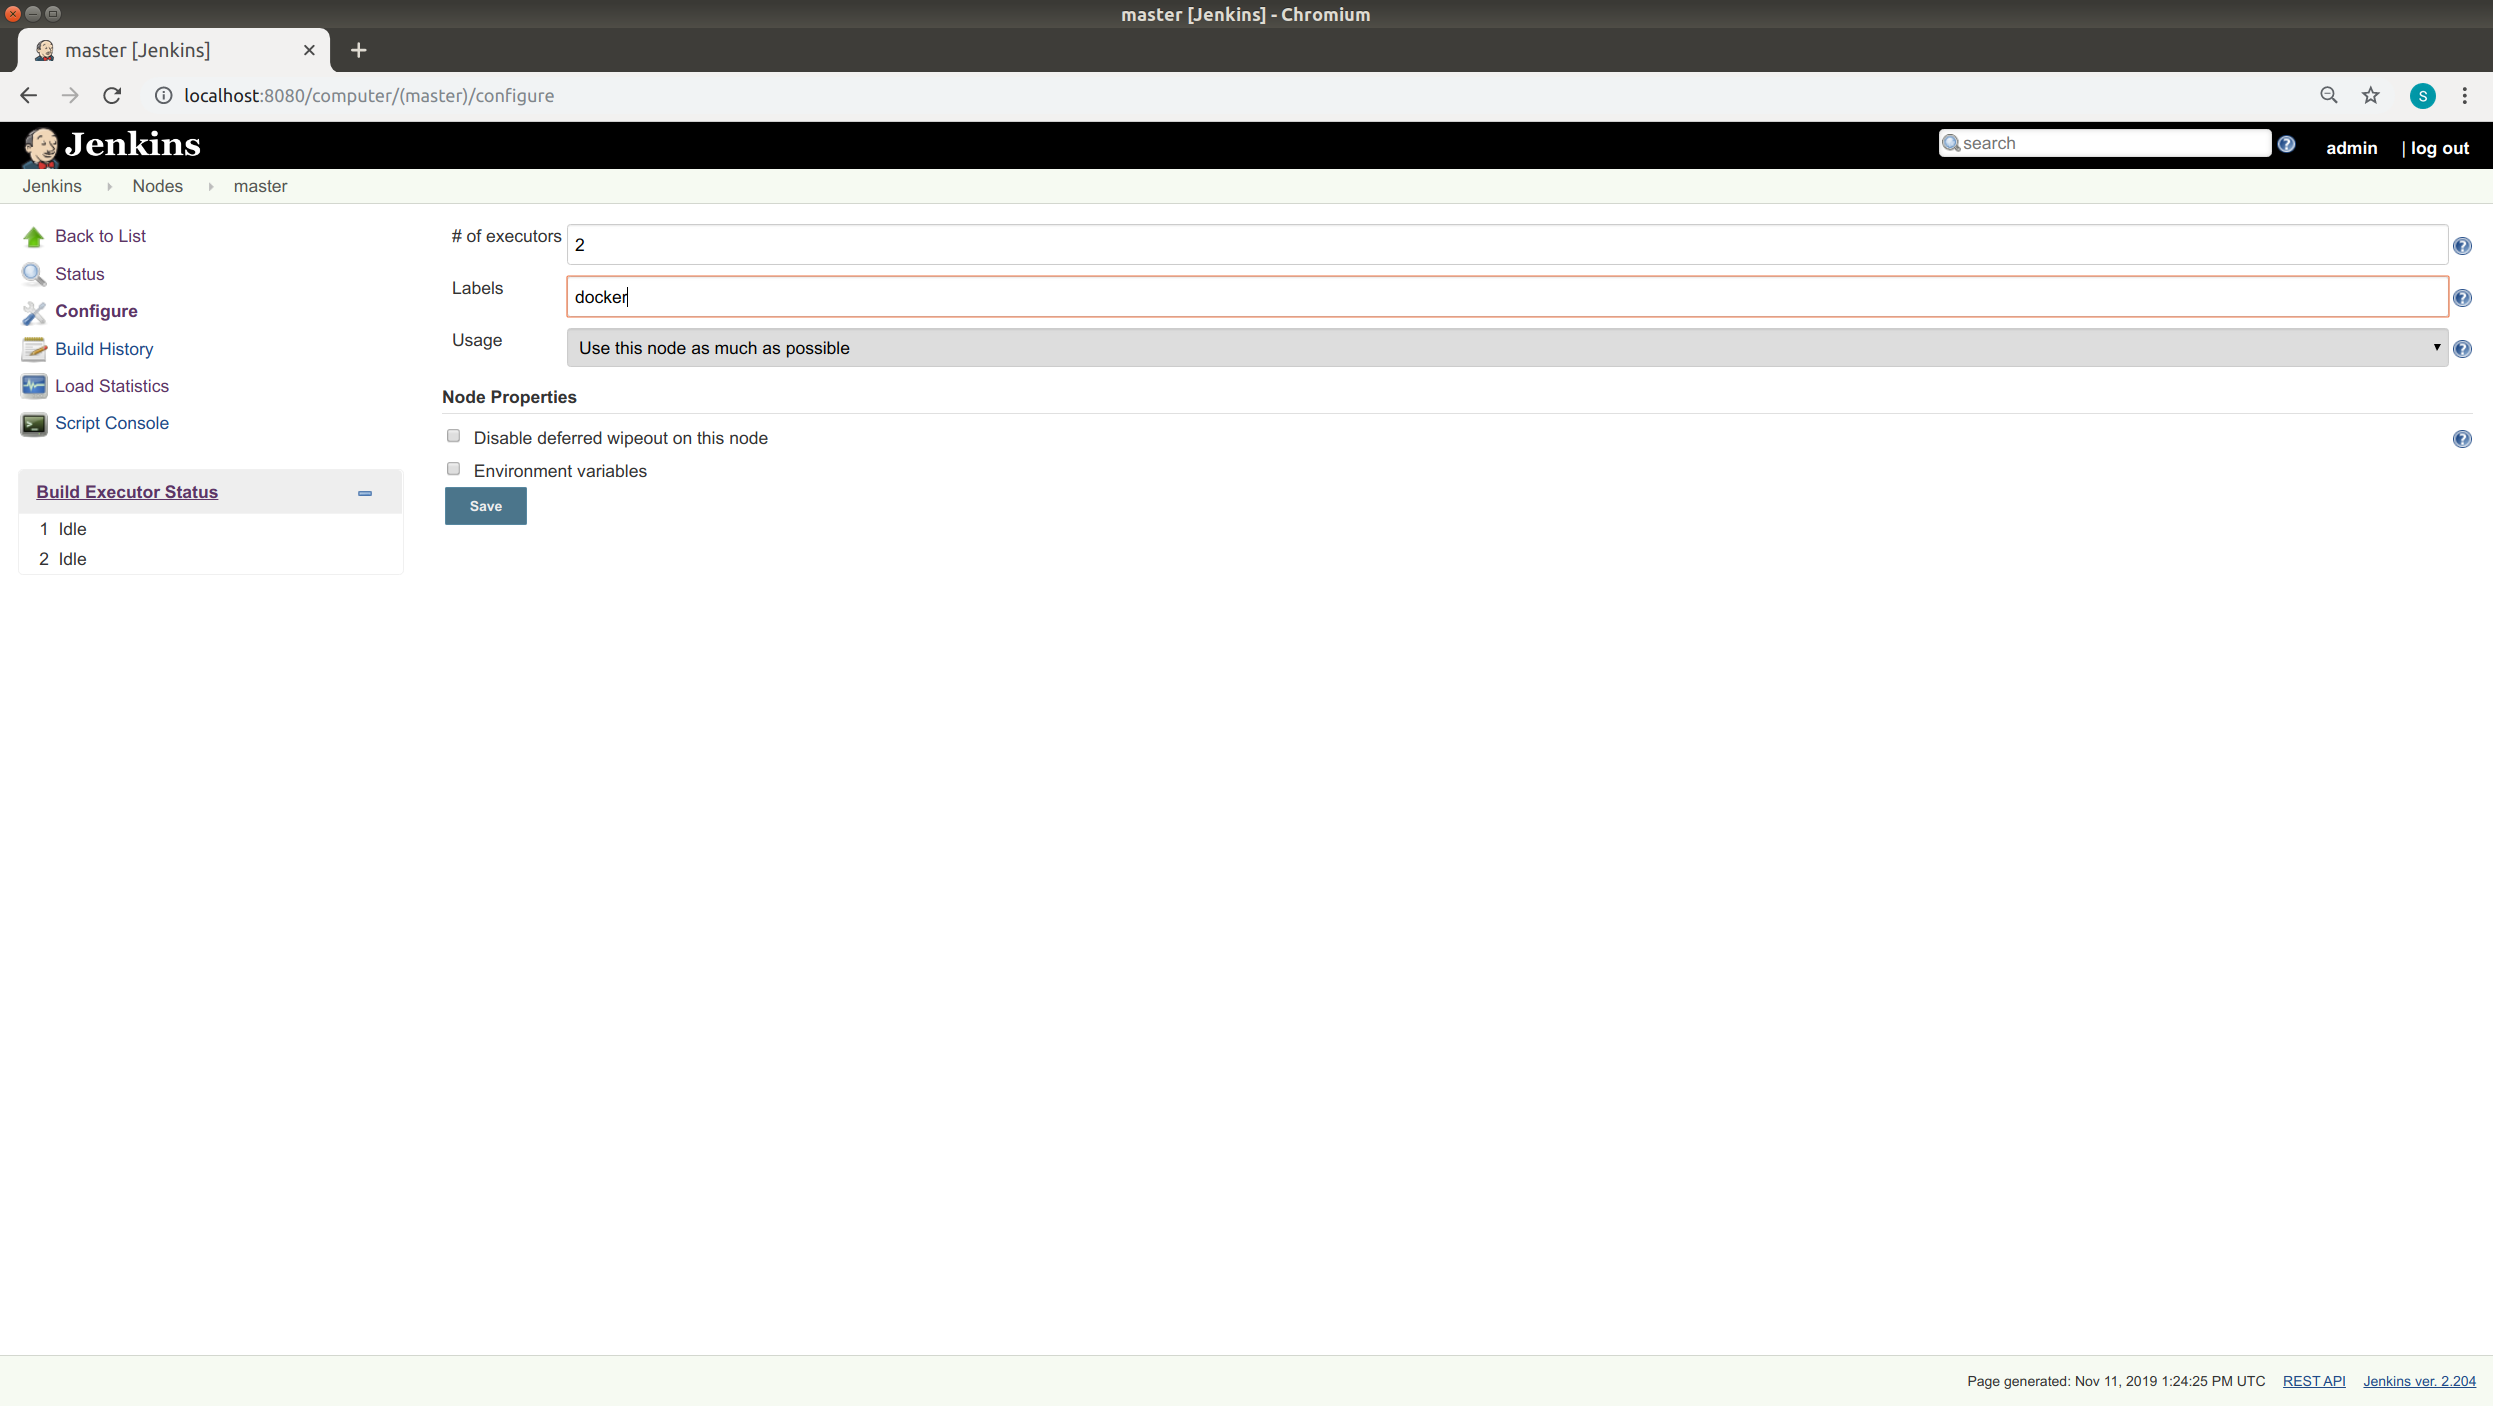 master [Jenkins] - Chromium
master [Jenkins]
localhost:8080/computer/(master)/configure
S
Jenkins
search
admin
| log out
Jenkins
Nodes
master
Back to List
Status
Configure
Build History
Load Statistics
Script Console
Build Executor Status
1 Idle
2 Idle
# of executors
2
Labels
docker
Usage
Use this node as much as possible
Node Properties
Disable deferred wipeout on this node
Environment variables
Save
Page generated: Nov 11, 2019 1:24:25 PM UTC
REST API
Jenkins ver. 2.204